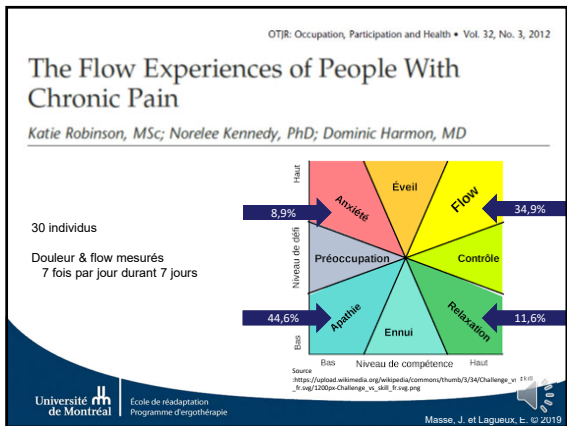 OTJR: Occupation, Participation and Health • Vol. 32, No. 3, 2012
The Flow Experiences of People With
Chronic Pain
Katie Robinson, MSc; Norelee Kennedy, PhD; Dominic Harmon, MD
30 individus
Douleur & flow mesurés
7 fois par jour durant 7 jours
Haut
Niveau de défi
Bas
Éveil
Anxiété
Flow
8,9%
34,9%
Préoccupation
Contrôle
44,6%
Apathie
Ennui
Relaxation
11,6%
Bas
Niveau de compétence
Haut
Source
:https://upload.wikimedia.org/wikipedia/commons/thumb/3/34/Challenge_vs_skill
_fr.svg/1200px-Challenge_vs_skill_fr.svg.png
Université de Montréal
École de réadaptation
Programme d'ergothérapie
Masse, J. et Lagueux, E. © 2019